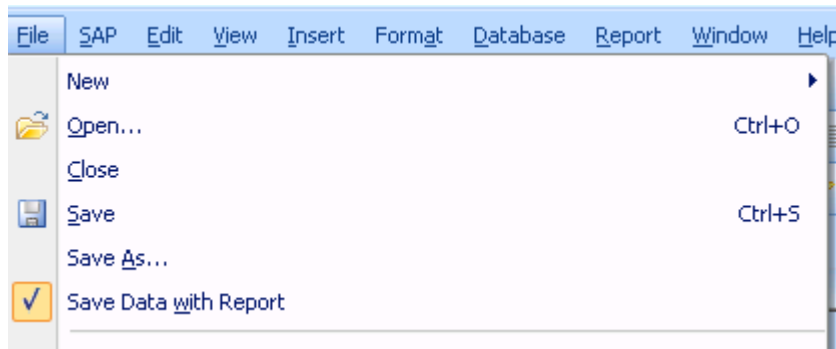 File SAP Edit View Insert Format Database Report Window Help
New
Open... Ctrl+O
Close
Save Ctrl+S
Save As...
Save Data with Report